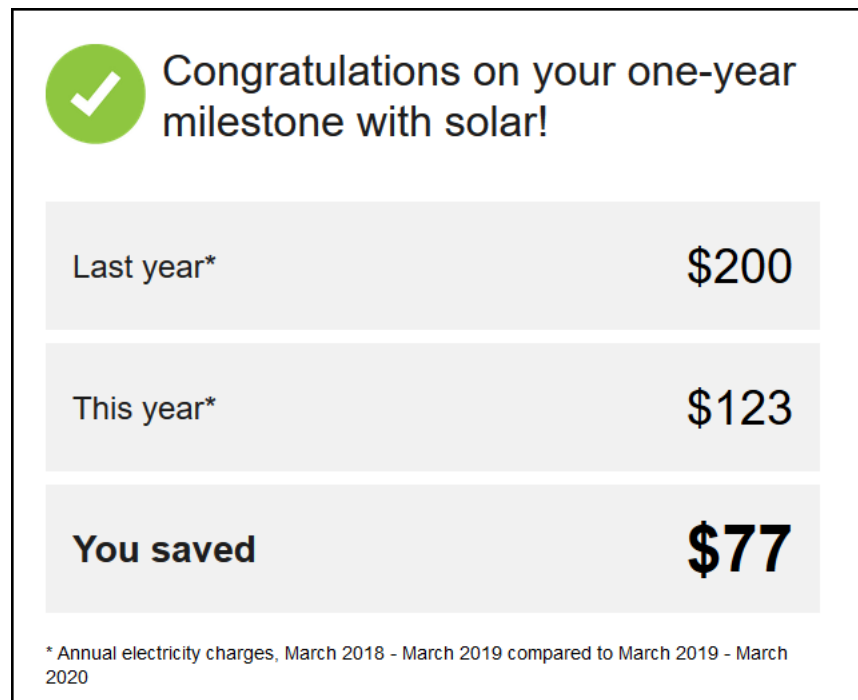 Congratulations on your one-year
milestone with solar!
Last year* $200
This year* $123
You saved $77
* Annual electricity charges, March 2018 - March 2019 compared to March 2019 - March
2020